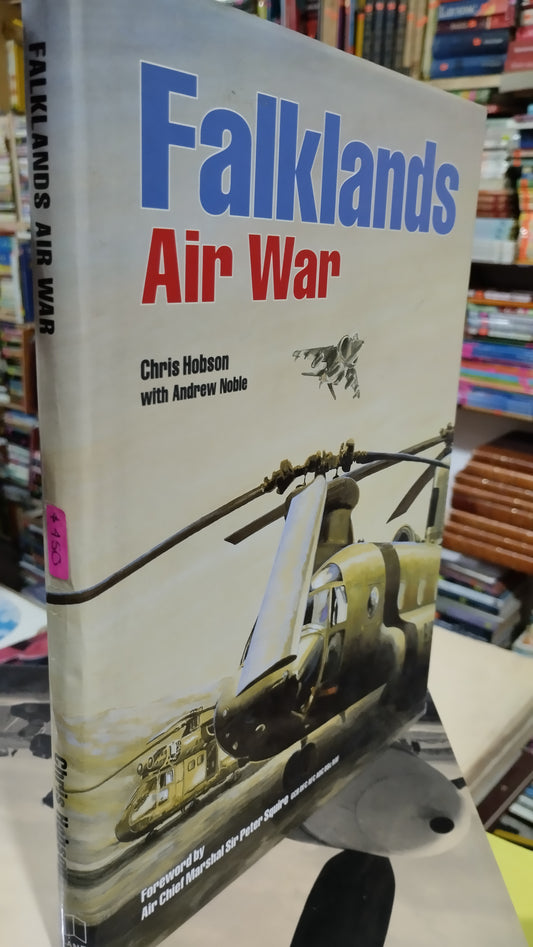 Falklands
Air War
Chris Hobson
with Andrew Noble
Foreword by
Air Chief Marshal Sir Peter Squire
FALKLANDS AIR WAR
Chris